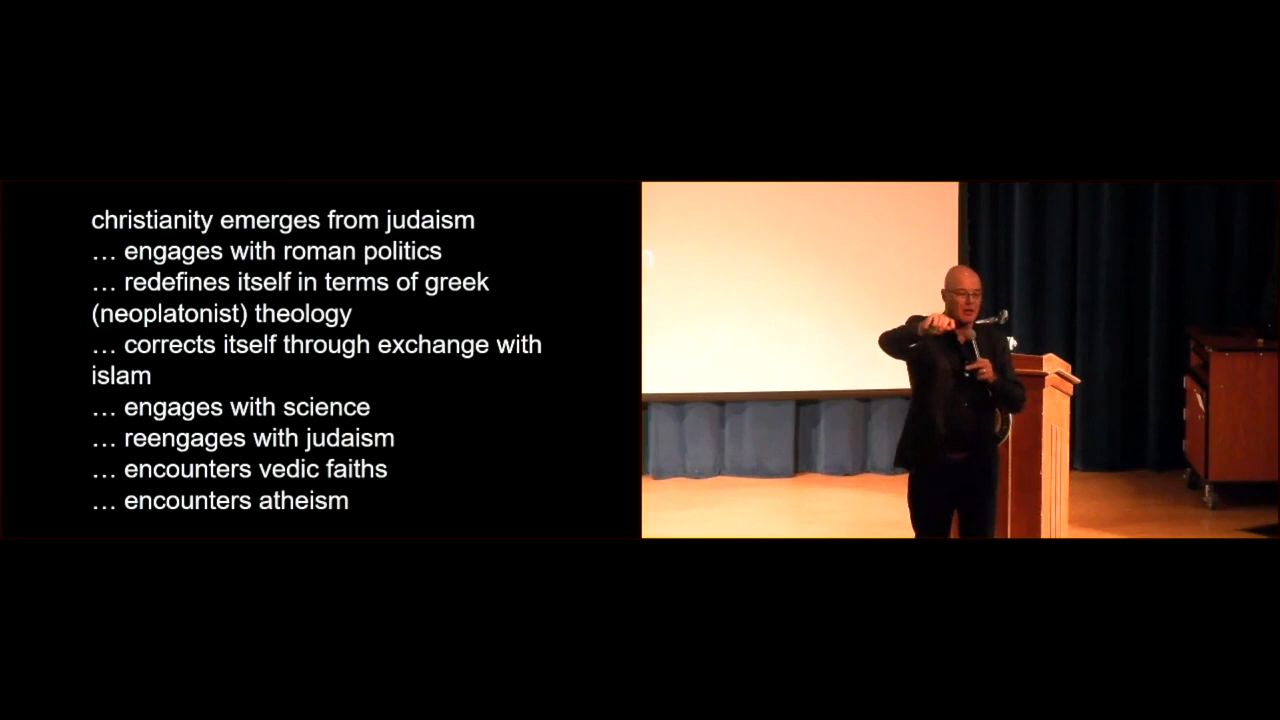 christianity emerges from judaism
… engages with roman politics
… redefines itself in terms of greek
(neoplatonist) theology
… corrects itself through exchange with
islam
… engages with science
… reengages with judaism
… encounters vedic faiths
… encounters atheism